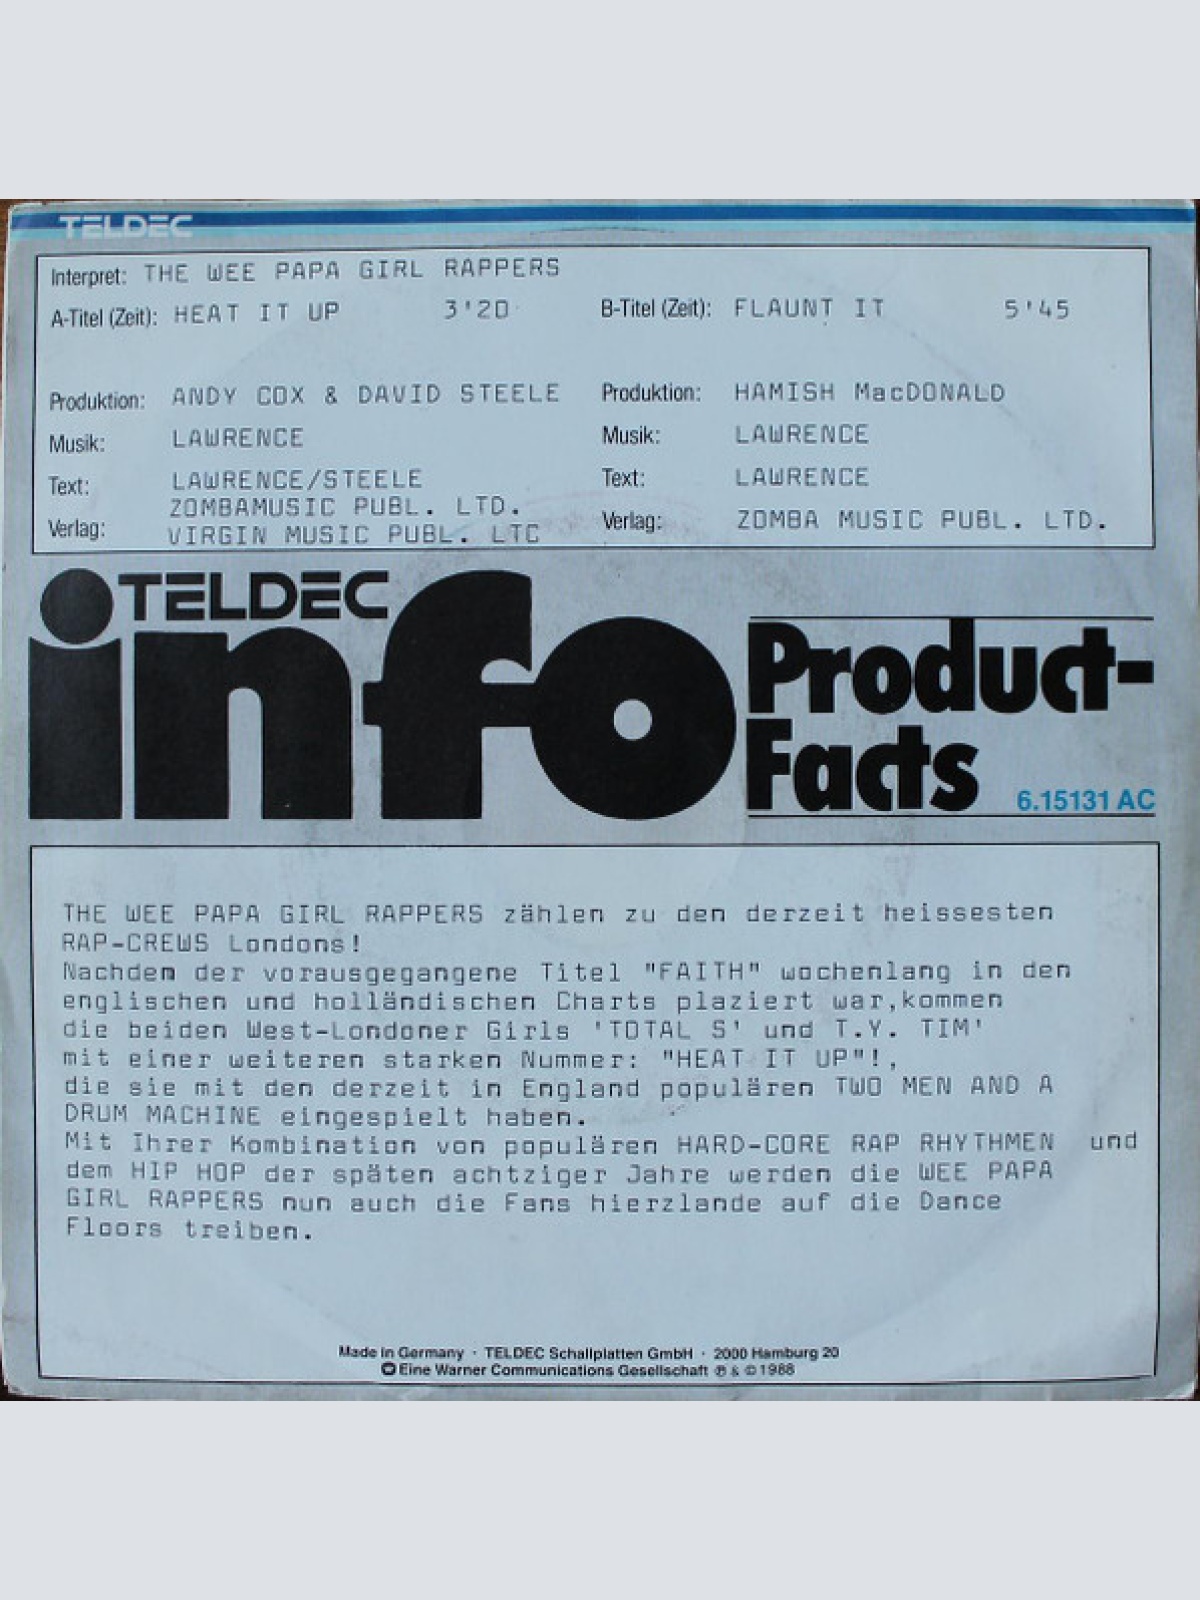 TELDEC
Interpret: THE WEE PAPA GIRL RAPPERS
A-Titel (Zeit): HEAT IT UP 3'20
B-Titel (Zeit): FLAUNT IT 5'45
Produktion: ANDY COX & DAVID STEELE
Musik: LAWRENCE
Text: LAWRENCE/STEELE
ZOMBAMUSIC PUBL. LTD.
Verlag: VIRGIN MUSIC PUBL. LTC
Produktion: HAMISH MacDONALD
Musik: LAWRENCE
Text: LAWRENCE
Verlag: ZOMBA MUSIC PUBL. LTD.
TELDEC
info
Product-
Facts
6.15131 AC
THE WEE PAPA GIRL RAPPERS zählen zu den derzeit heissesten
RAP-CREWS Londons!
Nachdem der vorausgegangene Titel "FAITH" wochenlang in den
englischen und holländischen Charts plaziert war,kommen
die beiden West-Londoner Girls 'TOTAL S' und T.Y. TIM'
mit einer weiteren starken Nummer: "HEAT IT UP"!,
die sie mit den derzeit in England populären TWO MEN AND A
DRUM MACHINE eingespielt haben.
Mit Ihrer Kombination von populären HARD-CORE RAP RHYTHMEN und
dem HIP HOP der späten achtziger Jahre werden die WEE PAPA
GIRL RAPPERS nun auch die Fans hierzlande auf die Dance
Floors treiben.
Made in Germany · TELDEC Schallplatten GmbH · 2000 Hamburg 20
Eine Warner Communications Gesellschaft ℗ & © 1988